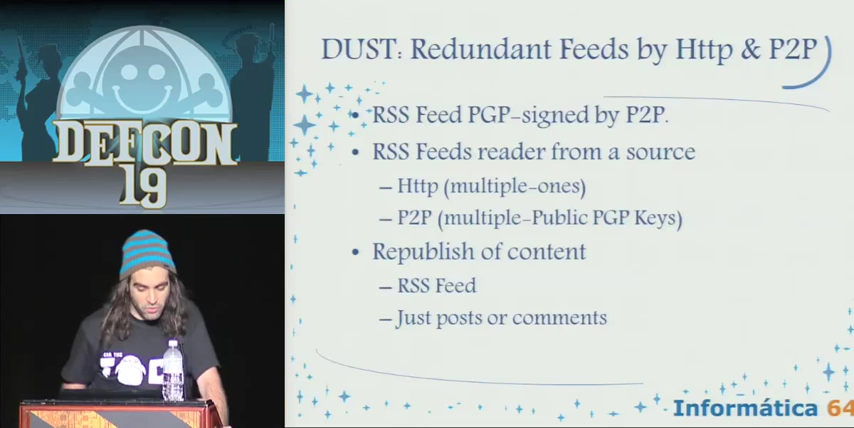 DEFCON
19
DUST: Redundant Feeds by Http & P2P
• RSS Feed PGP-signed by P2P.
• RSS Feeds reader from a source
– Http (multiple-ones)
– P2P (multiple-Public PGP Keys)
• Republish of content
– RSS Feed
– Just posts or comments
Informática 64